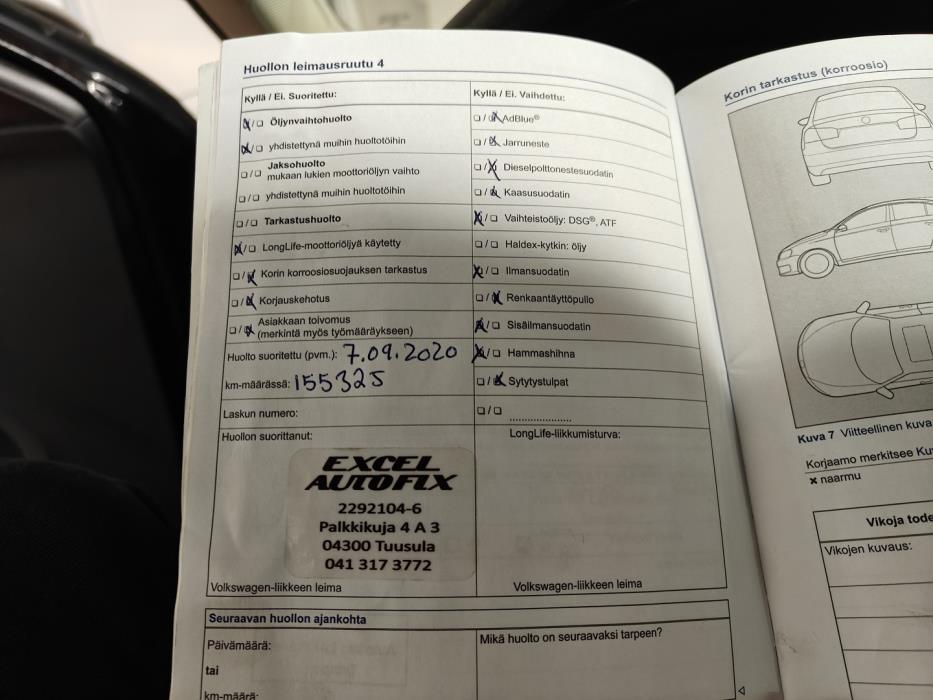 Huollon leimausruutu 4
Kyllä / Ei. Suoritettu:
Öljynvaihtohuolto
yhdistettynä muihin huoltotöihin
Jaksohuolto
mukaan lukien moottoriöljyn vaihto
yhdistettynä muihin huoltotöihin
Tarkastushuolto
LongLife-moottoriöljyä käytetty
Korin korroosiosuojauksen tarkastus
Korjauskehotus
Asiakkaan toivomus
(merkintä myös työmääräykseen)
Huolto suoritettu (pvm.): 7.09.2020
km-määrässä: 155325
Laskun numero:
Huollon suorittanut:
EXCEL
AUTOFIX
2292104-6
Palkkikuja 4 A 3
04300 Tuusula
041 317 3772
Volkswagen-liikkeen leima
Kyllä / Ei. Vaihdettu:
AdBlue®
Jarruneste
Dieselpolttonestesuodatin
Kaasusuodatin
Vaihteistoöljy: DSG®, ATF
Haldex-kytkin: öljy
Ilmansuodatin
Renkaantäyttöpullo
Sisäilmansuodatin
Hammashihna
Sytytystulpat
LongLife-liikkumisturva:
Volkswagen-liikkeen leima
Seuraavan huollon ajankohta
Päivämäärä:
tai
km-määrä:
Mikä huolto on seuraavaksi tarpeen?
Korin tarkastus (korroosio)
Kuva 7 Viitteellinen kuva
Korjaamo merkitsee Ku
× naarmu
Vikoja tode
Vikojen kuvaus: